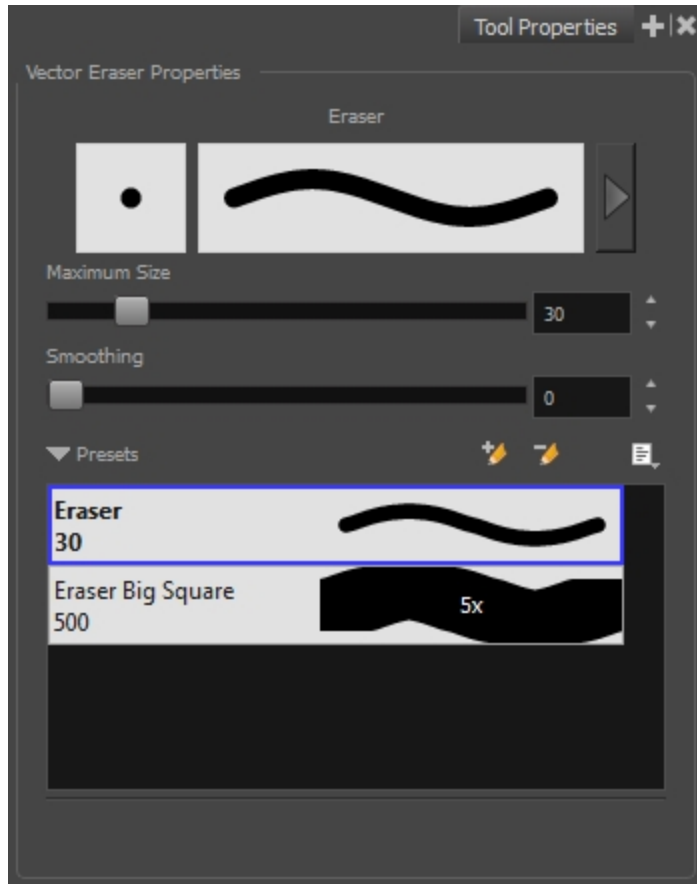 Tool Properties
Vector Eraser Properties
Eraser
Maximum Size
30
Smoothing
0
Presets
Eraser
30
Eraser Big Square
500
5x